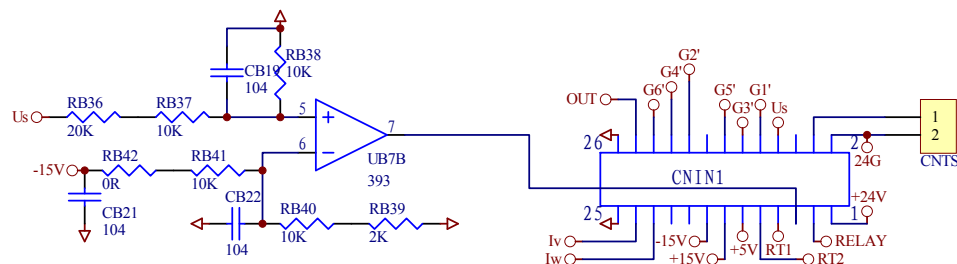 G2'
G4'
G6'
G5'
G1'
G3'
Us
OUT
RB38
10K
CB19
104
RB36
20K
RB37
10K
Us
5
6
7
UB7B
393
-15V
RB42
0R
RB41
10K
CB21
104
CB22
104
RB40
10K
RB39
2K
26
2
CNIN1
25
1
24G
+24V
1
2
CNTS
Iv
Iw
-15V
+15V
+5V
RT1
RT2
RELAY